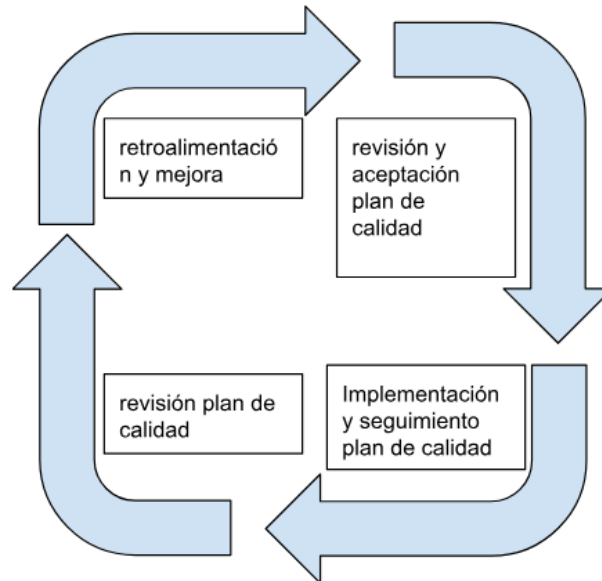 retroalimentació
n y mejora
revisión y
aceptación
plan de
calidad
revisión plan de
calidad
Implementación
y seguimiento
plan de calidad